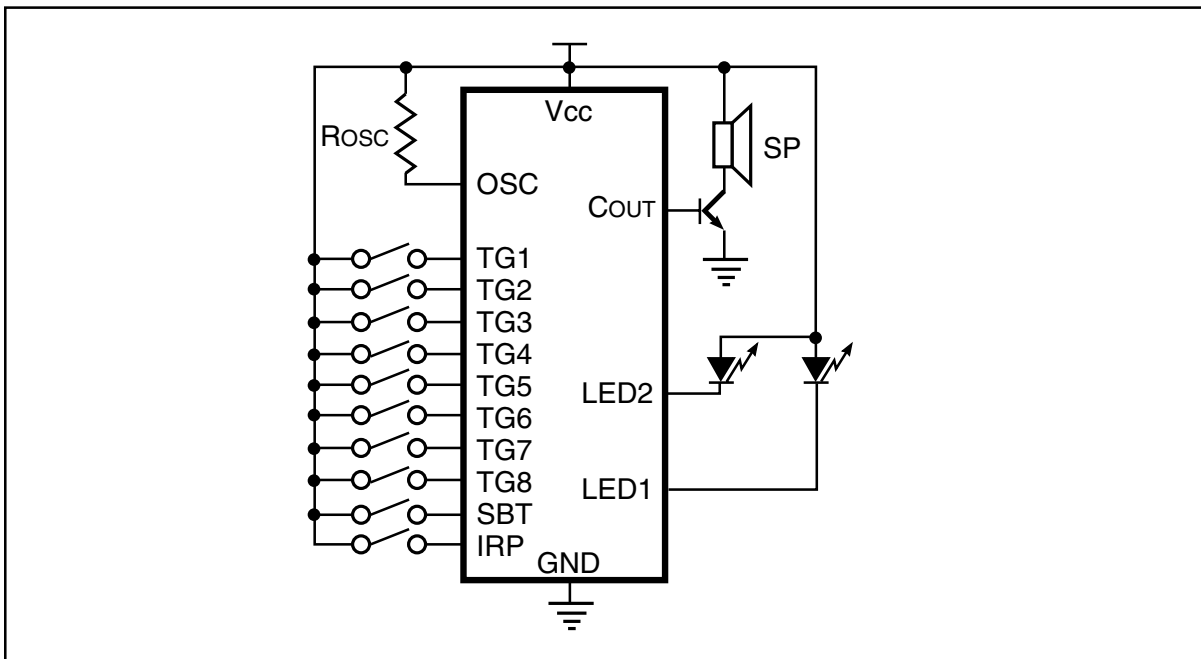 Vcc
ROSC
OSC
COUT
SP
TG1
TG2
TG3
TG4
TG5
TG6
TG7
TG8
SBT
IRP
LED2
LED1
GND